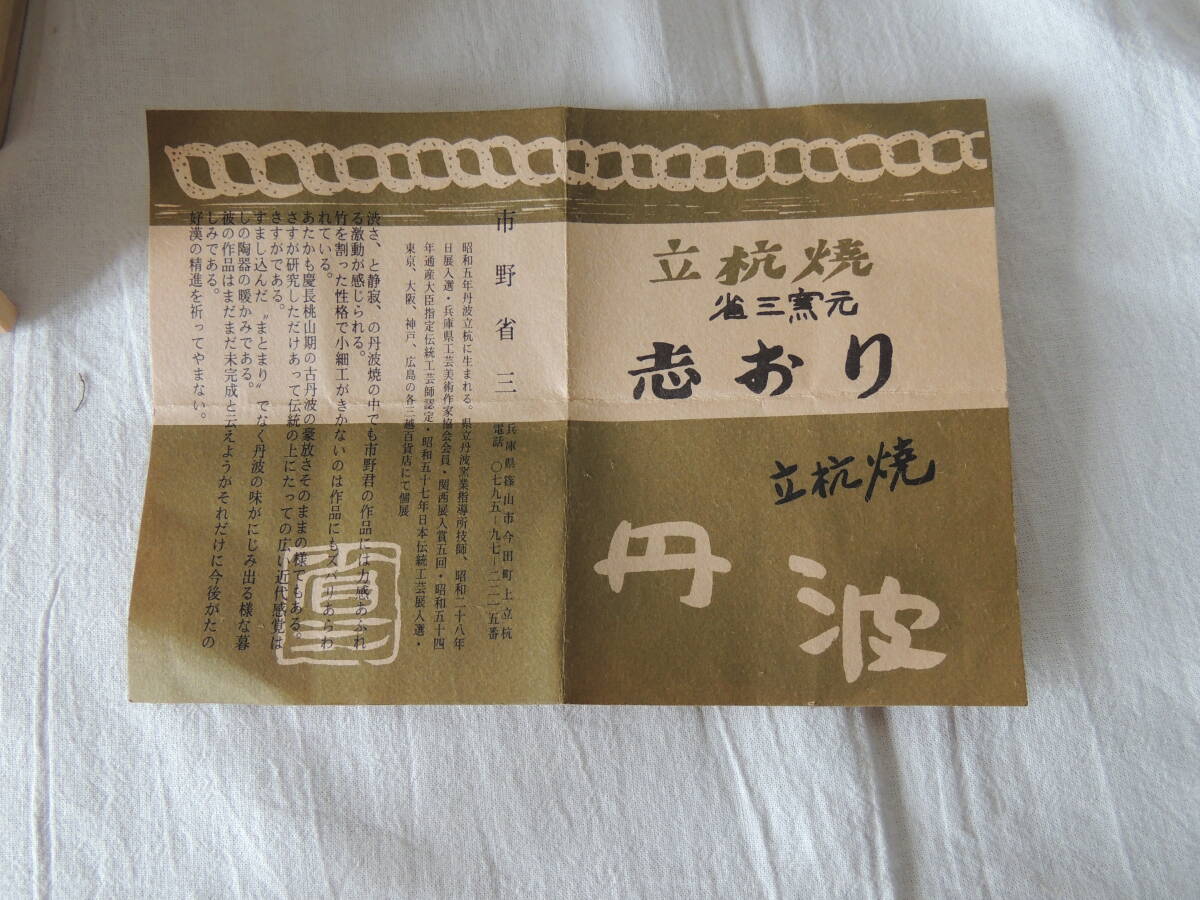 立杭焼
省三窯元
志おり
立杭焼
丹波
市野省三
兵庫県篠山市今田町上立杭
電話 〇七九五－九七－二二一五番
昭和五年丹波立杭に生まれる。県立丹波窯業指導所技師、昭和二十八年
日展入選・兵庫県工芸美術作家協会会員・関西展入賞五回・昭和五十四
年通産大臣指定伝統工芸師認定・昭和五十七年日本伝統工芸展入選・
東京、大阪、神戸、広島の各三越百貨店にて個展
渋さ、と静寂、の丹波焼の中でも市野君の作品には力感あふれ
る激動が感じられる。
竹を割った性格で小細工がきかないのは作品にもズバリあらわ
れている。
あたかも慶長桃山期の古丹波の豪放さそのままの様でもある。
さすが研究しただけあって伝統の上にたっての広い近代感覚は
さすがである。
すまし込んだ〝まとまり〟でなく丹波の味がにじみ出る様な暮
しの陶器の暖かみである。
彼の作品はまだまだ未完成と云えようがそれだけに今後がたの
しみである。
好漢の精進を祈ってやまない。
省三